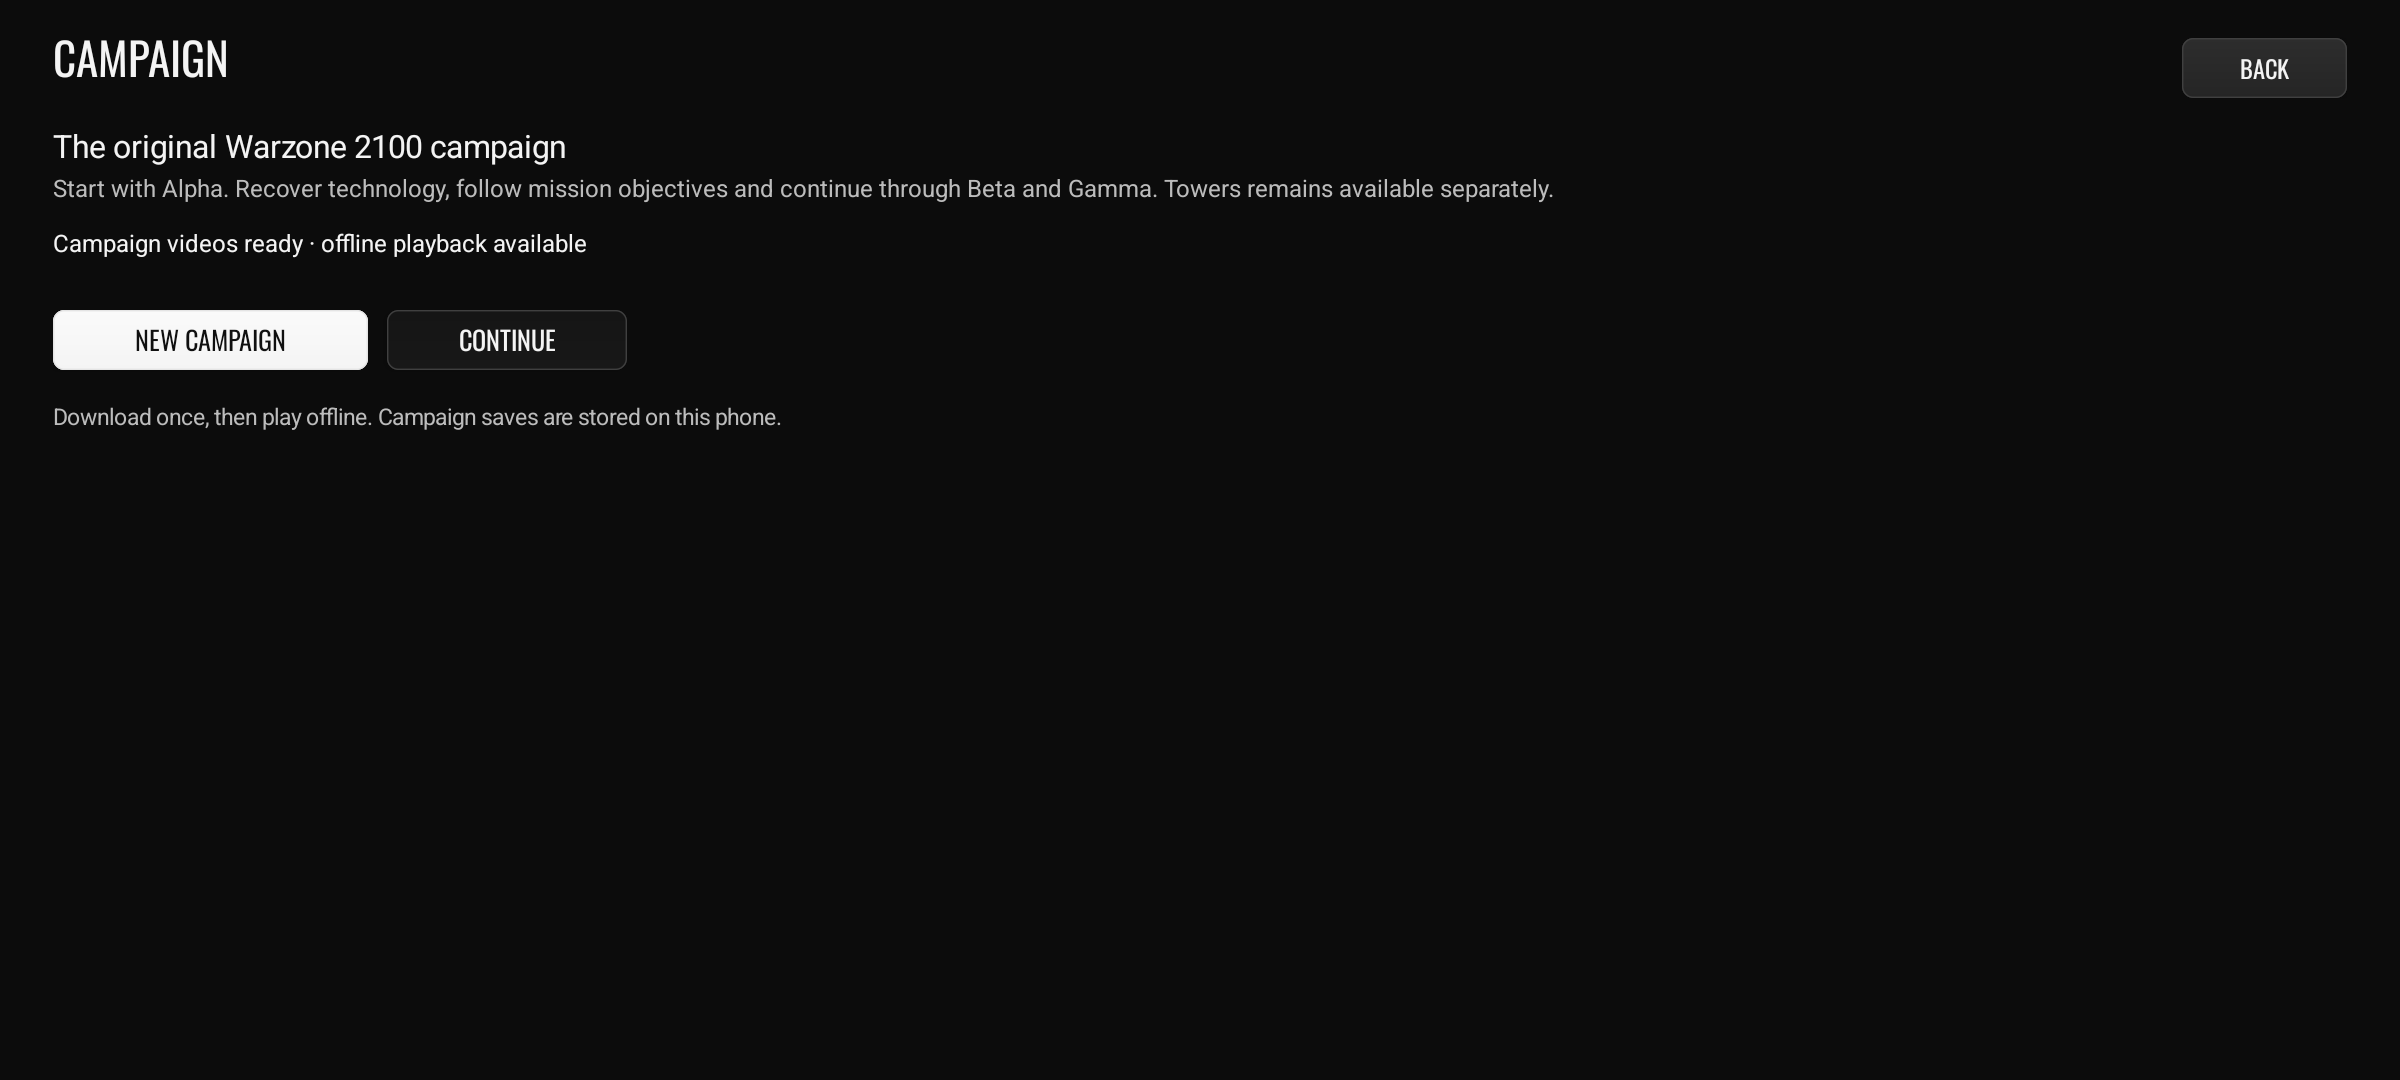 CAMPAIGN
BACK
The original Warzone 2100 campaign
Start with Alpha. Recover technology, follow mission objectives and continue through Beta and Gamma. Towers remains available separately.
Campaign videos ready · offline playback available
NEW CAMPAIGN
CONTINUE
Download once, then play offline. Campaign saves are stored on this phone.